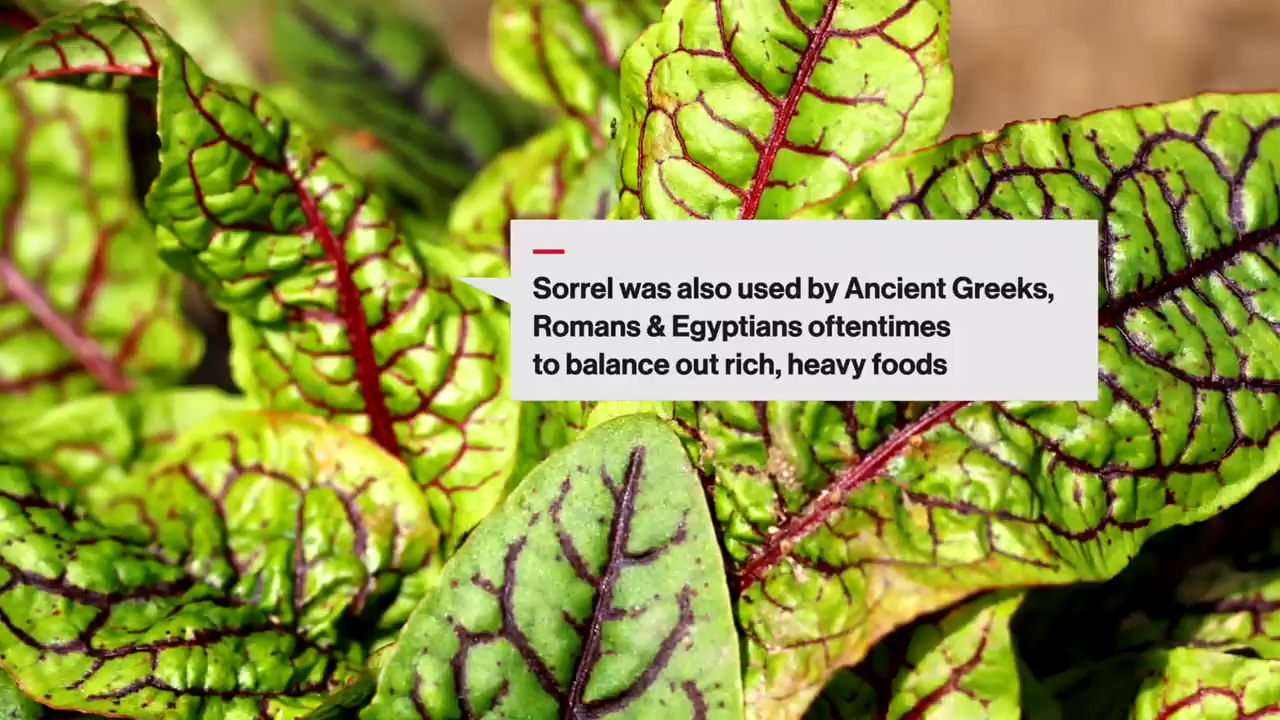 Sorrel was also used by Ancient Greeks,
Romans & Egyptians oftentimes
to balance out rich, heavy foods